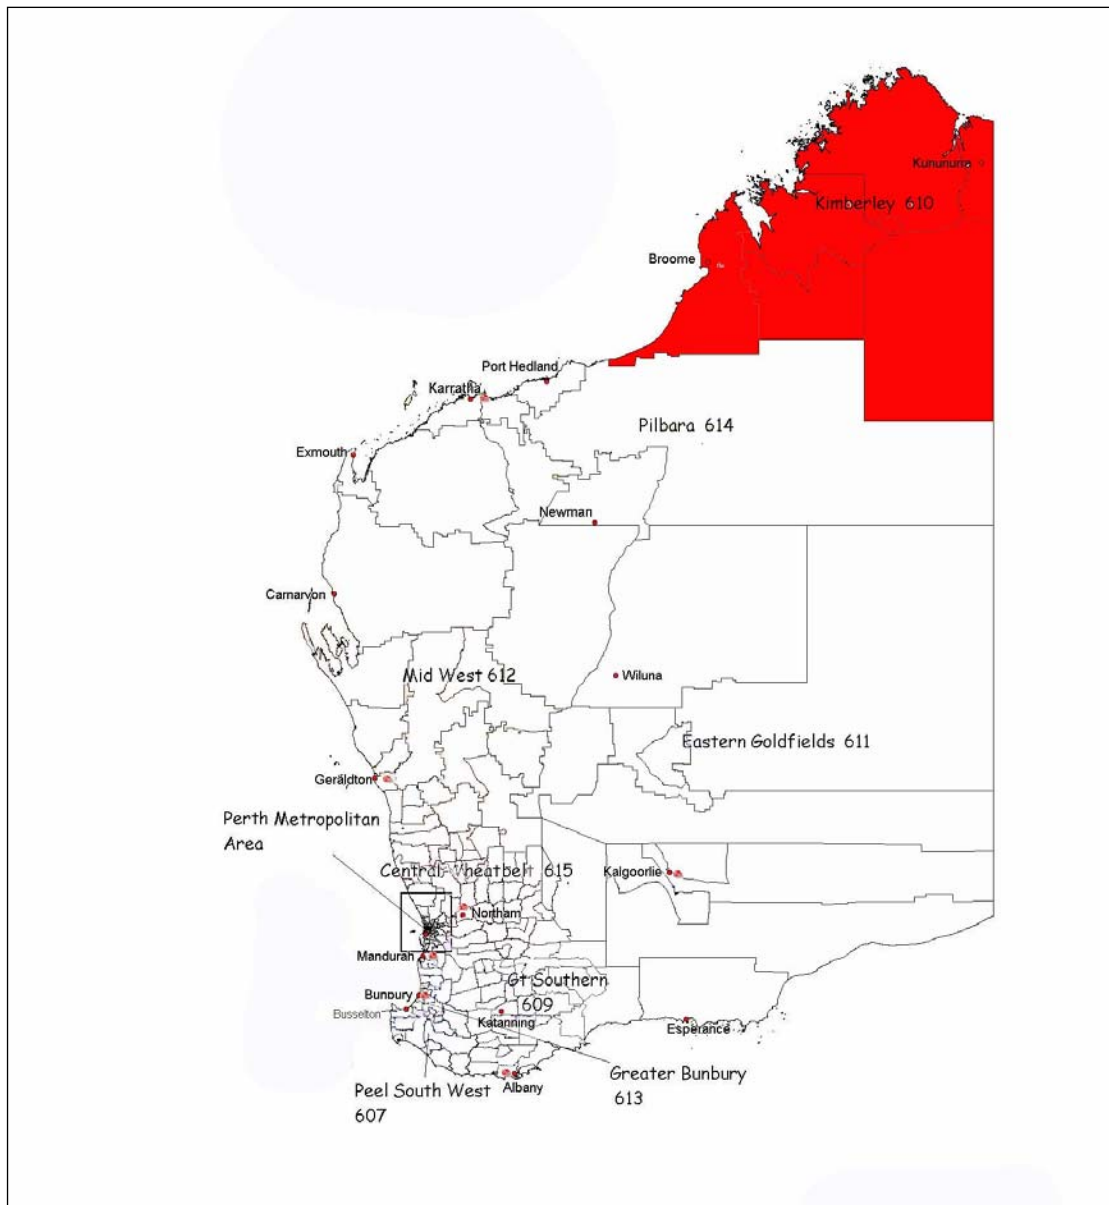 Kununurra
Kimberley 610
Broome
Port Hedland
Karratha
Pilbara 614
Exmouth
Newman
Carnarvon
Mid West 612
Wiluna
Eastern Goldfields 611
Geraldton
Perth Metropolitan
Area
Central Wheatbelt 615
Kalgoorlie
Northam
Mandurah
Gt Southern
609
Bunbury
Busselton
Katanning
Esperance
Greater Bunbury
613
Peel South West
607
Albany